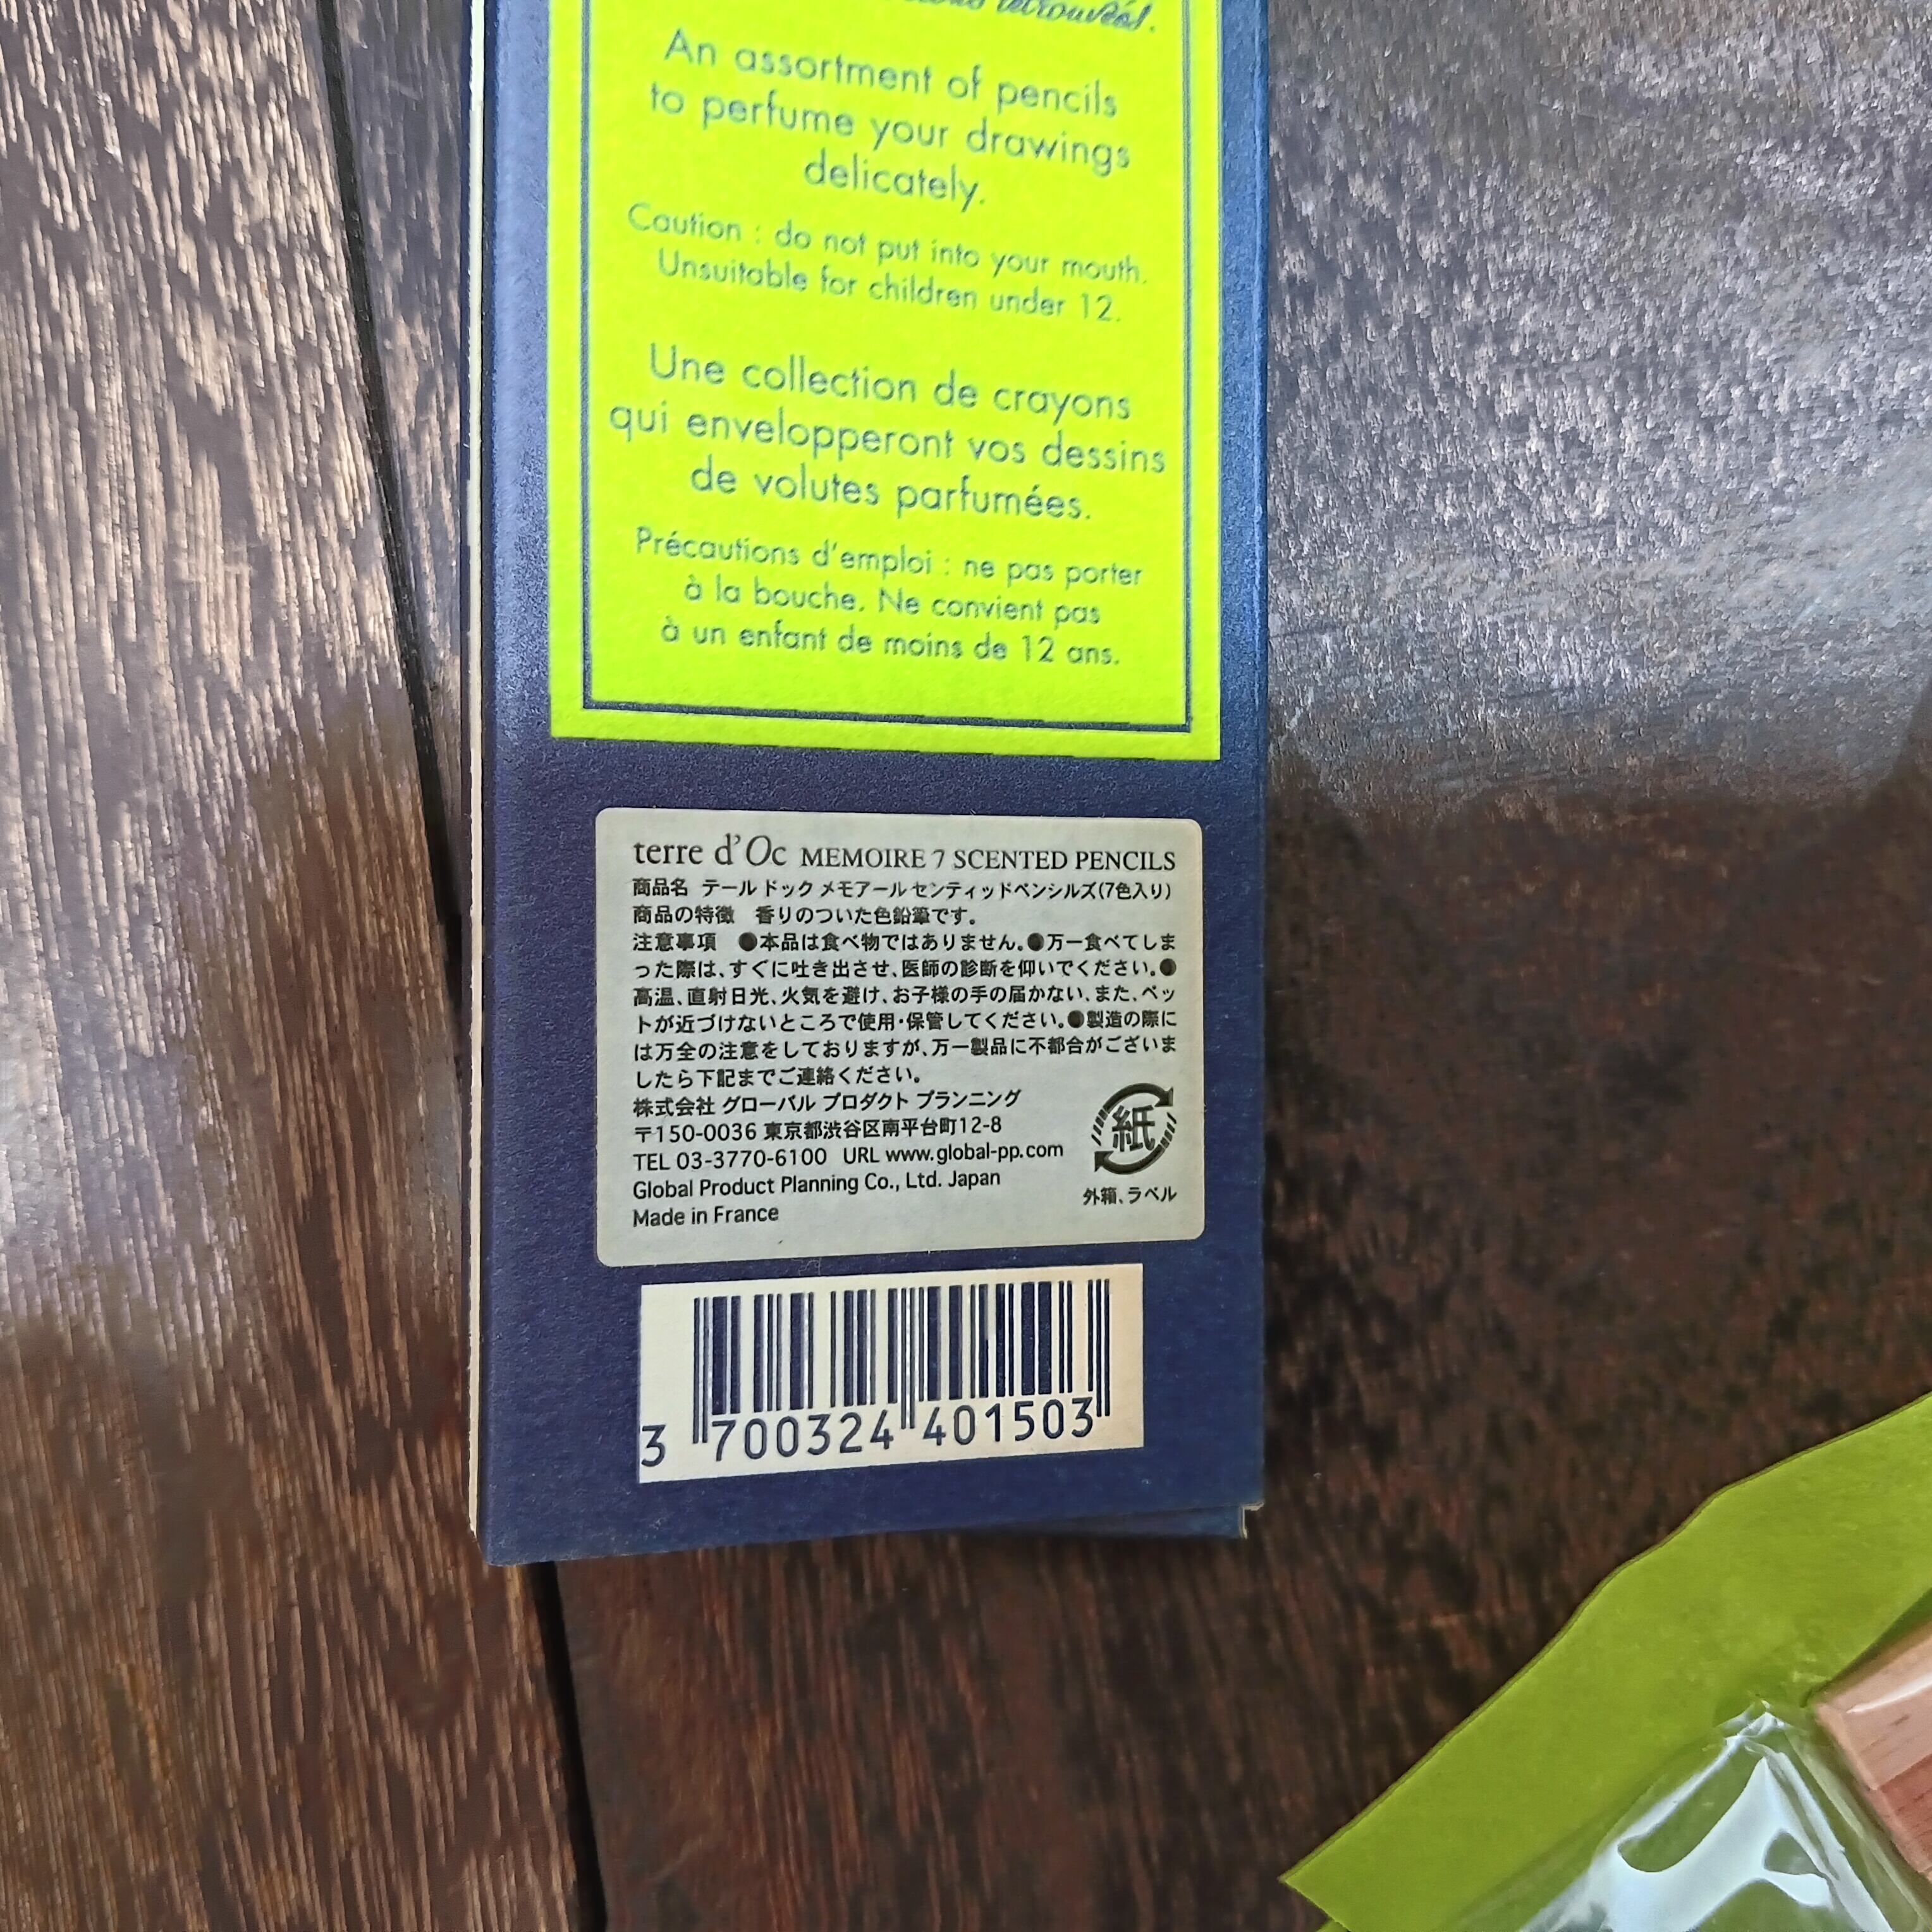 retrouvés.
An assortment of pencils
to perfume your drawings
delicately.
Caution : do not put into your mouth.
Unsuitable for children under 12.
Une collection de crayons
qui envelopperont vos dessins
de volutes parfumées.
Précautions d'emploi : ne pas porter
à la bouche. Ne convient pas
à un enfant de moins de 12 ans.
terre d'Oc MEMOIRE 7 SCENTED PENCILS
商品名 テール ドック メモアール センティッドペンシルズ(7色入り)
商品の特徴 香りのついた色鉛筆です。
注意事項 ●本品は食べ物ではありません。●万一食べてしま
った際は、すぐに吐き出させ、医師の診断を仰いでください。●
高温、直射日光、火気を避け、お子様の手の届かない、また、ペッ
トが近づけないところで使用・保管してください。●製造の際に
は万全の注意をしておりますが、万一製品に不都合がございま
したら下記までご連絡ください。
株式会社 グローバル プロダクト プランニング
〒150-0036 東京都渋谷区南平台町12-8
TEL 03-3770-6100 URL www.global-pp.com
Global Product Planning Co., Ltd. Japan
Made in France
紙
外箱、ラベル
3 700324 401503